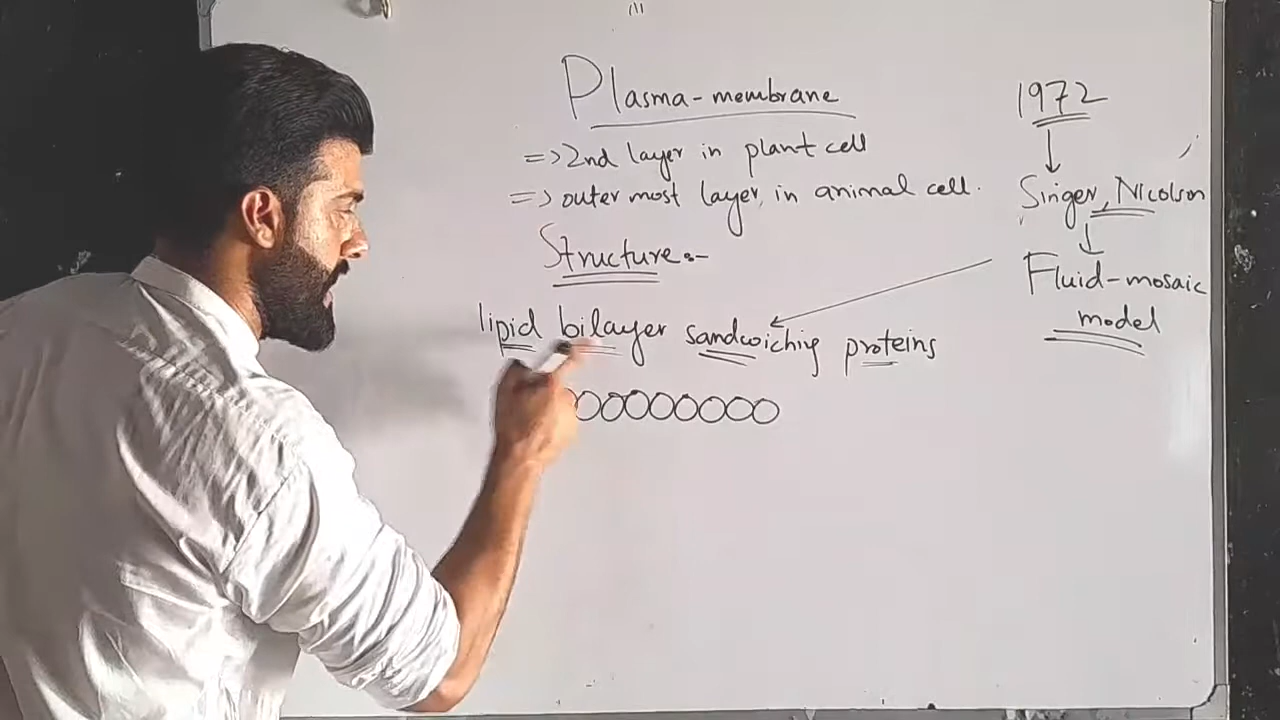 Plasma-membrane
=> 2nd layer in plant cell
=> outer most layer, in animal cell.
Structure:-
lipid bilayer sandwiching proteins
1972
Singer, Nicolson
Fluid-mosaic
model